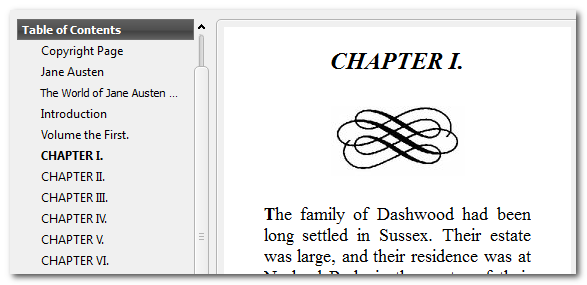 Table of Contents
Copyright Page
Jane Austen
The World of Jane Austen ...
Introduction
Volume the First.
CHAPTER I.
CHAPTER II.
CHAPTER III.
CHAPTER IV.
CHAPTER V.
CHAPTER VI.
CHAPTER I.
The family of Dashwood had been
long settled in Sussex. Their estate
was large, and their residence was at